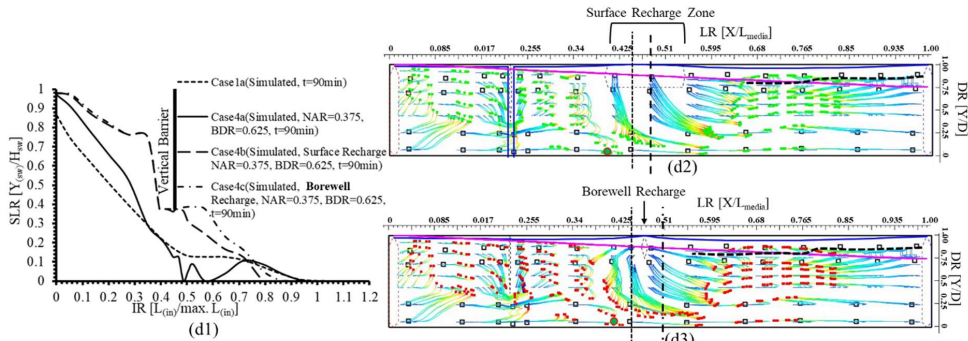 Surface Recharge Zone
LR [X/Lmedia]
0 0.085 0.017 0.255 0.34 0.425 0.51 0.595 0.68 0.765 0.85 1.00
1.00
0.75
0.50
0.25
0
DR [Y/D]
(d2)
Borewell Recharge
LR [X/Lmedia]
0 0.085 0.017 0.255 0.34 0.425 0.51 0.595 0.68 0.765 0.85 1.00
1.00
0.75
0.50
0.25
0
DR [Y/D]
(d3)
SLR [Y(sw)/Hsw]
1
0.9
0.8
0.7
0.6
0.5
0.4
0.3
0.2
0.1
0
0 0.1 0.2 0.3 0.4 0.5 0.6 0.7 0.8 0.9 1 1.1 1.2
IR [L(in)/max. L(in)]
(d1)
Vertical Barrier
Case1a(Simulated, t=90min)
Case4a(Simulated, NAR=0.375,
BDR=0.625, t=90min)
Case4b(Simulated, Surface Recharge
NAR=0.375, BDR=0.625, t=90min)
Case4c(Simulated, Borewell
Recharge, NAR=0.375, BDR=0.625,
t=90min)